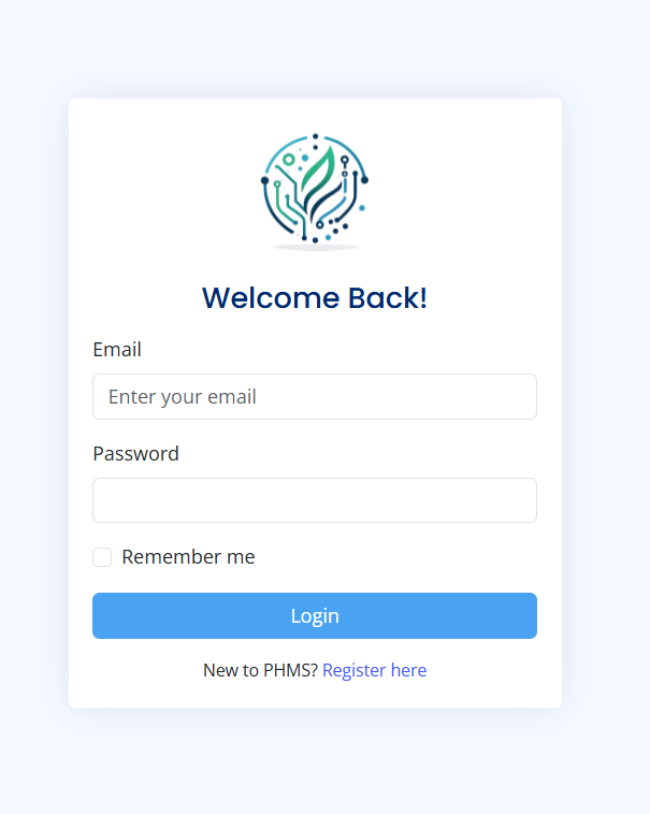 Welcome Back!
Email
Enter your email
Password
Remember me
Login
New to PHMS? Register here